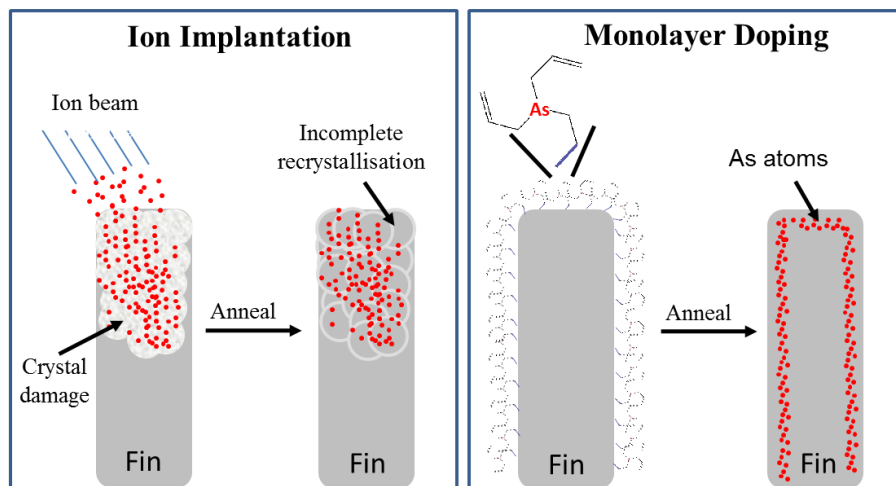 Ion Implantation
Ion beam
Incomplete
recrystallisation
Anneal
Crystal
damage
Fin
Fin
Monolayer Doping
As
As atoms
Anneal
Fin
Fin